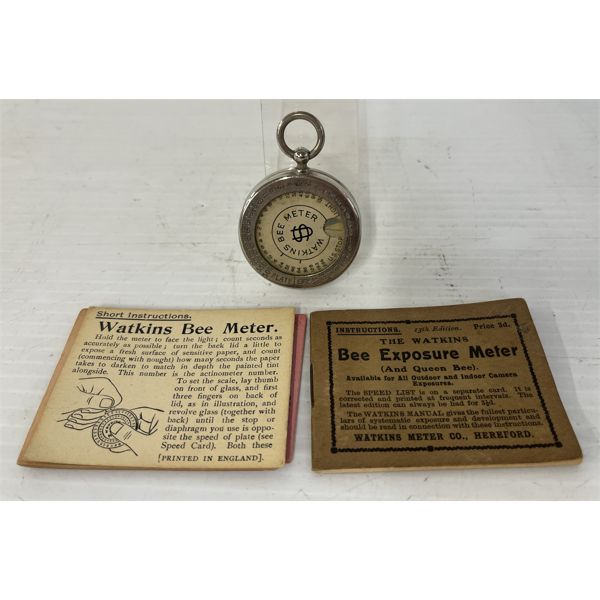 WATKINS BEE METER
Short Instructions.
Watkins Bee Meter.
Hold the meter to face the light; count seconds as
accurately as possible; turn the back lid a little to
expose a fresh surface of sensitive paper, and count
(commencing with nought) how many seconds the paper
takes to darken to match in depth the painted tint
alongside. This number is the actinometer number.
To set the scale, lay thumb
on front of glass, and first
three fingers on back of
lid, as in illustration, and
revolve glass (together with
back) until the stop or
diaphragm you use is oppo-
site the speed of plate (see
Speed Card). Both these
[PRINTED IN ENGLAND].
INSTRUCTIONS. 13th Edition. Price 3d.
THE WATKINS
Bee Exposure Meter
(And Queen Bee).
Available for All Outdoor and Indoor Camera
Exposures.
The SPEED LIST is on a separate card. It is
corrected and printed at frequent intervals. The
latest edition can always be had for
The WATKINS MANUAL gives the fullest particu-
lars of systematic exposure and development, and
should be read in connection with these instructions.
WATKINS METER CO., HEREFORD.